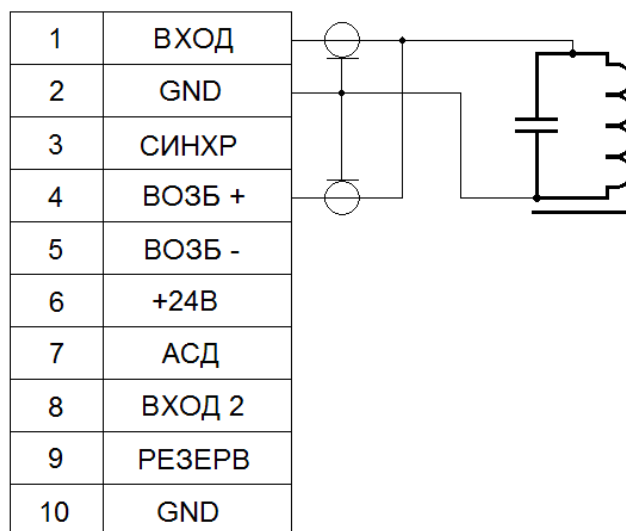 1 ВХОД
2 GND
3 СИНХР
4 ВОЗБ +
5 ВОЗБ -
6 +24В
7 АСД
8 ВХОД 2
9 РЕЗЕРВ
10 GND